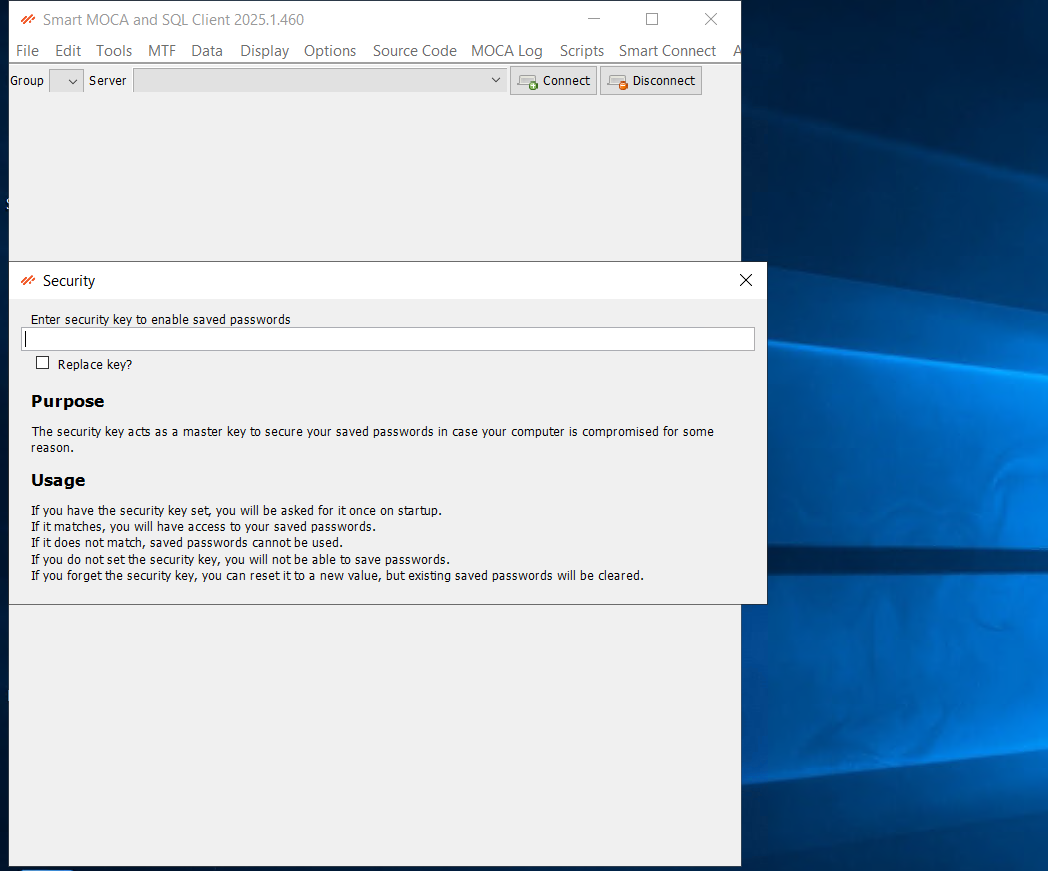 Smart MOCA and SQL Client 2025.1.460
File Edit Tools MTF Data Display Options Source Code MOCA Log Scripts Smart Connect A
Group Server Connect Disconnect
Security
Enter security key to enable saved passwords
Replace key?
Purpose
The security key acts as a master key to secure your saved passwords in case your computer is compromised for some
reason.
Usage
If you have the security key set, you will be asked for it once on startup.
If it matches, you will have access to your saved passwords.
If it does not match, saved passwords cannot be used.
If you do not set the security key, you will not be able to save passwords.
If you forget the security key, you can reset it to a new value, but existing saved passwords will be cleared.